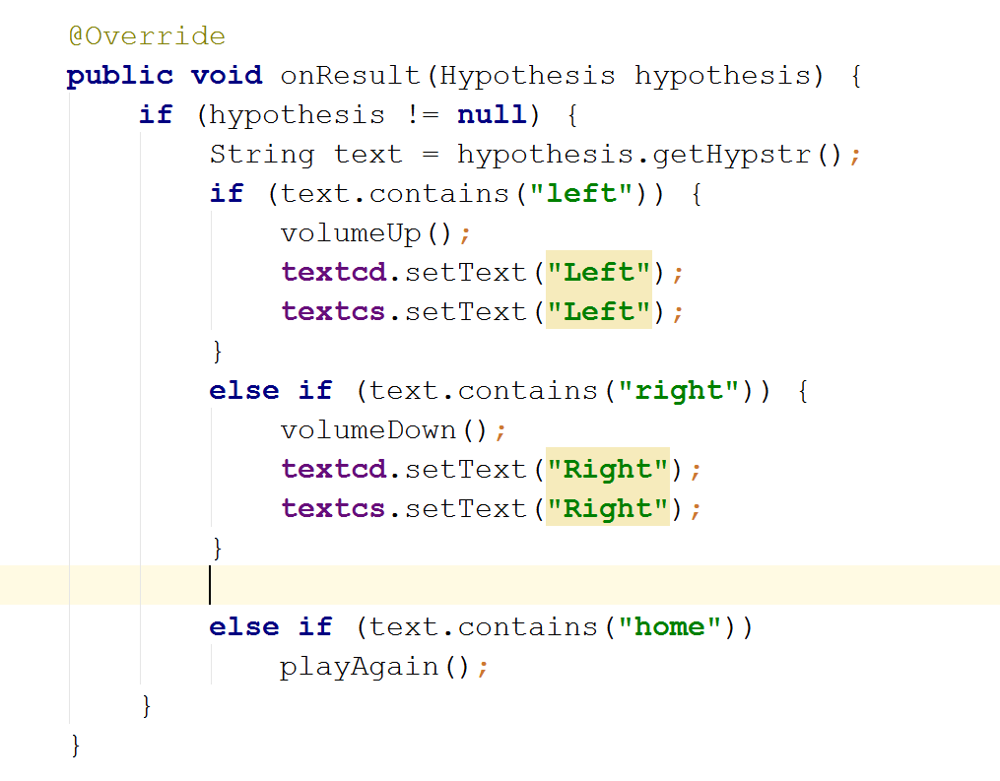 @Override
public void onResult(Hypothesis hypothesis) {
    if (hypothesis != null) {
        String text = hypothesis.getHypstr();
        if (text.contains("left")) {
            volumeUp();
            textcd.setText("Left");
            textcs.setText("Left");
        }
        else if (text.contains("right")) {
            volumeDown();
            textcd.setText("Right");
            textcs.setText("Right");
        }
        else if (text.contains("home"))
            playAgain();
    }
}